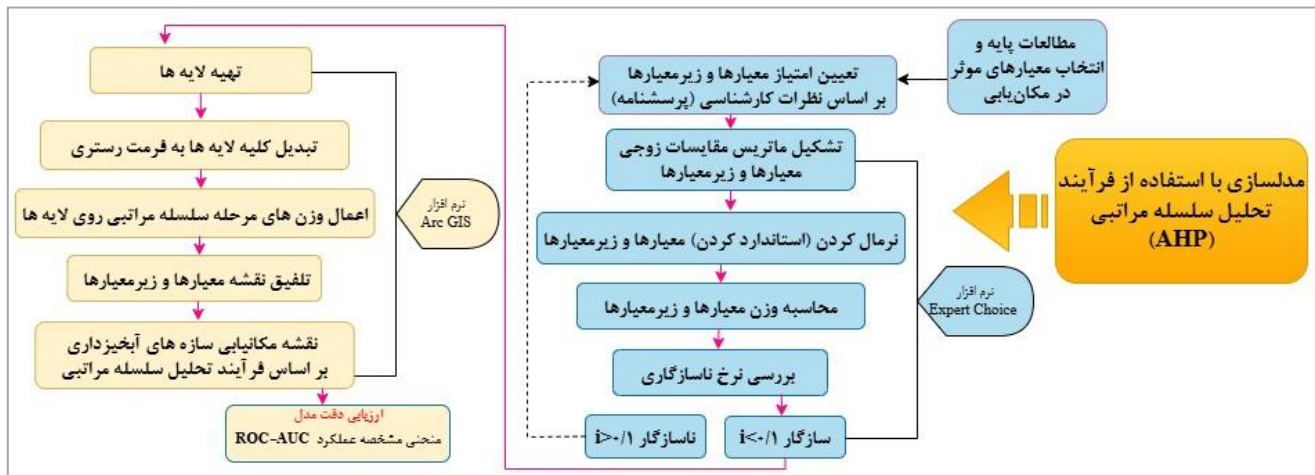 مدلسازی با استفاده از فرآیند
تحلیل سلسله مراتبی
(AHP)
مطالعات پایه و
انتخاب معیارهای موثر
در مکان‌یابی
تعیین امتیاز معیارها و زیرمعیارها
بر اساس نظرات کارشناسی (پرسشنامه)
تشکیل ماتریس مقایسات زوجی
معیارها و زیرمعیارها
نرمال کردن (استاندارد کردن) معیارها و زیرمعیارها
محاسبه وزن معیارها و زیرمعیارها
بررسی نرخ ناسازگاری
سازگار i<۰/۱
ناسازگار i>۰/۱
نرم افزار
Expert Choice
تهیه لایه ها
تبدیل کلیه لایه ها به فرمت رستری
اعمال وزن های مرحله سلسله مراتبی روی لایه ها
تلفیق نقشه معیارها و زیرمعیارها
نقشه مکانیابی سازه های آبخیزداری
بر اساس فرآیند تحلیل سلسله مراتبی
نرم افزار
Arc GIS
ارزیابی دقت مدل
منحنی مشخصه عملکرد ROC-AUC